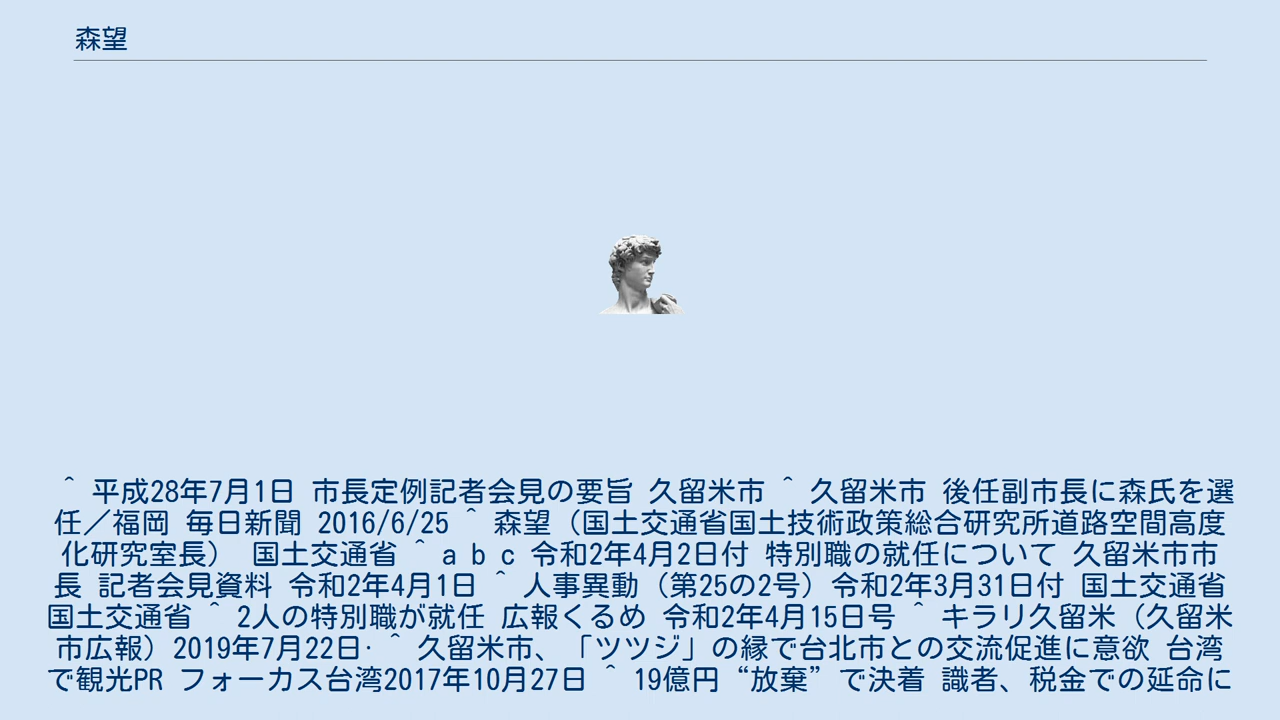 森望
^ 平成28年7月1日 市長定例記者会見の要旨 久留米市 ^ 久留米市 後任副市長に森氏を選
任／福岡 毎日新聞 2016/6/25 ^ 森望（国土交通省国土技術政策総合研究所道路空間高度
化研究室長） 国土交通省 ^ a b c 令和2年4月2日付 特別職の就任について 久留米市市
長 記者会見資料 令和2年4月1日 ^ 人事異動（第25の2号）令和2年3月31日付 国土交通省
国土交通省 ^ 2人の特別職が就任 広報くるめ 令和2年4月15日号 ^ キラリ久留米（久留米
市広報）2019年7月22日· ^ 久留米市、「ツツジ」の縁で台北市との交流促進に意欲 台湾
で観光PR フォーカス台湾2017年10月27日 ^ 19億円“放棄”で決着 識者、税金での延命に